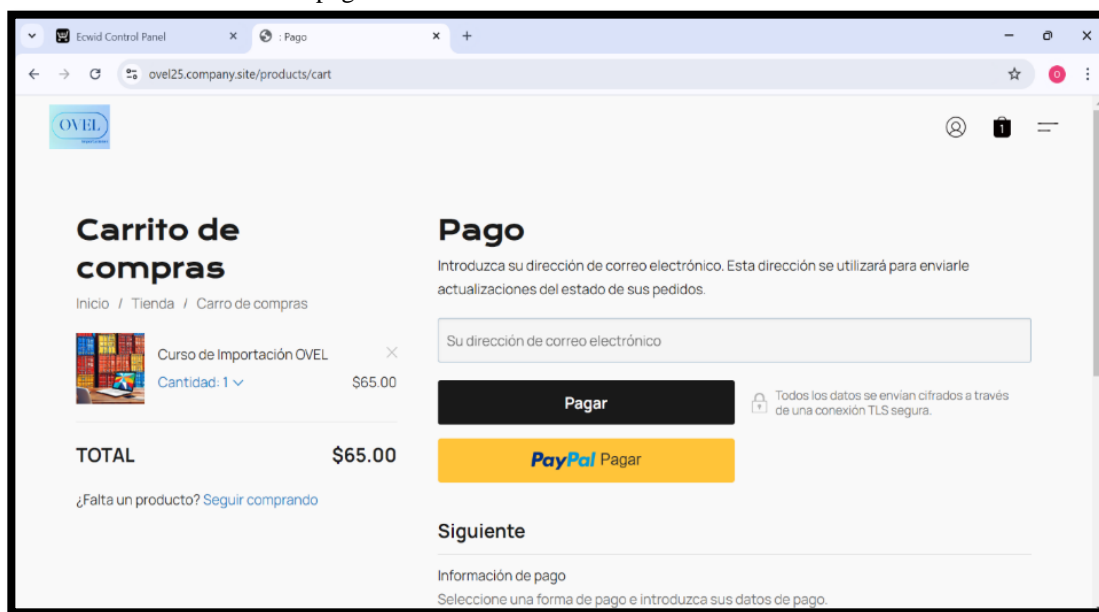 Ecwid Control Panel
: Pago
ovel25.company.site/products/cart
O
OVEL
1
Carrito de
compras
Inicio / Tienda / Carro de compras
Curso de Importación OVEL
Cantidad: 1
$65.00
TOTAL
$65.00
¿Falta un producto? Seguir comprando
Pago
Introduzca su dirección de correo electrónico. Esta dirección se utilizará para enviarle
actualizaciones del estado de sus pedidos.
Su dirección de correo electrónico
Pagar
Todos los datos se envían cifrados a través
de una conexión TLS segura.
PayPal Pagar
Siguiente
Información de pago
Seleccione una forma de pago e introduzca sus datos de pago.